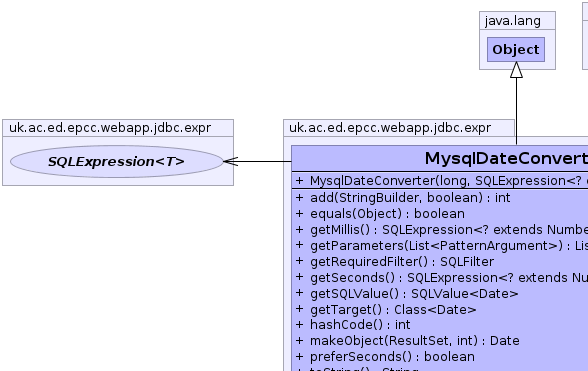 java.lang
Object
uk.ac.ed.epcc.webapp.jdbc.expr
SQLExpression<T>
uk.ac.ed.epcc.webapp.jdbc.expr
MysqlDateConvert
+ MysqlDateConverter(long, SQLExpression<?
+ add(StringBuilder, boolean) : int
+ equals(Object) : boolean
+ getMillis() : SQLExpression<? extends Numbe
+ getParameters(List<PatternArgument>) : Lis
+ getRequiredFilter() : SQLFilter
+ getSeconds() : SQLExpression<? extends Nu
+ getSQLValue() : SQLValue<Date>
+ getTarget() : Class<Date>
+ hashCode() : int
+ makeObject(ResultSet, int) : Date
+ preferSeconds() : boolean
+ toString() : String